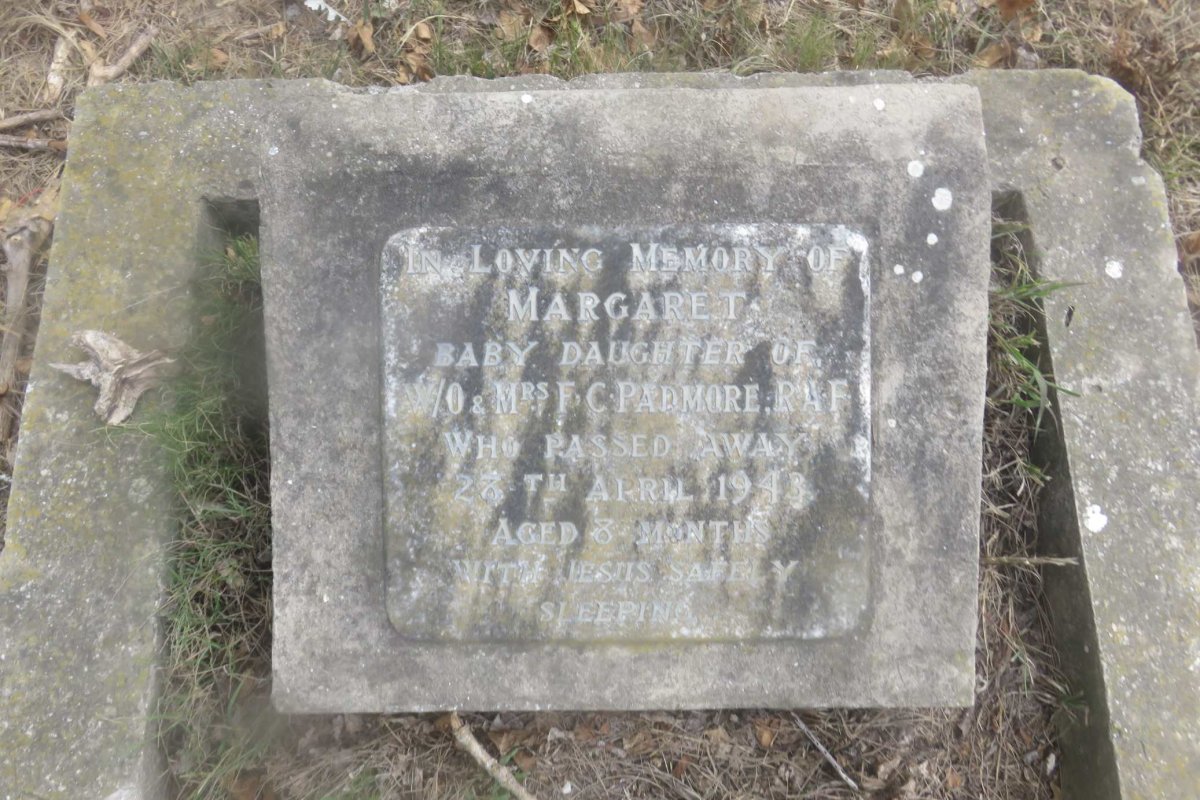 IN LOVING MEMORY OF
MARGARET
BABY DAUGHTER OF
W/O & MRS F.C. PADMORE, RAF
WHO PASSED AWAY
TH APRIL 1943
AGED 8 MONTHS
WITH JESUS SAFELY
SLEEPING